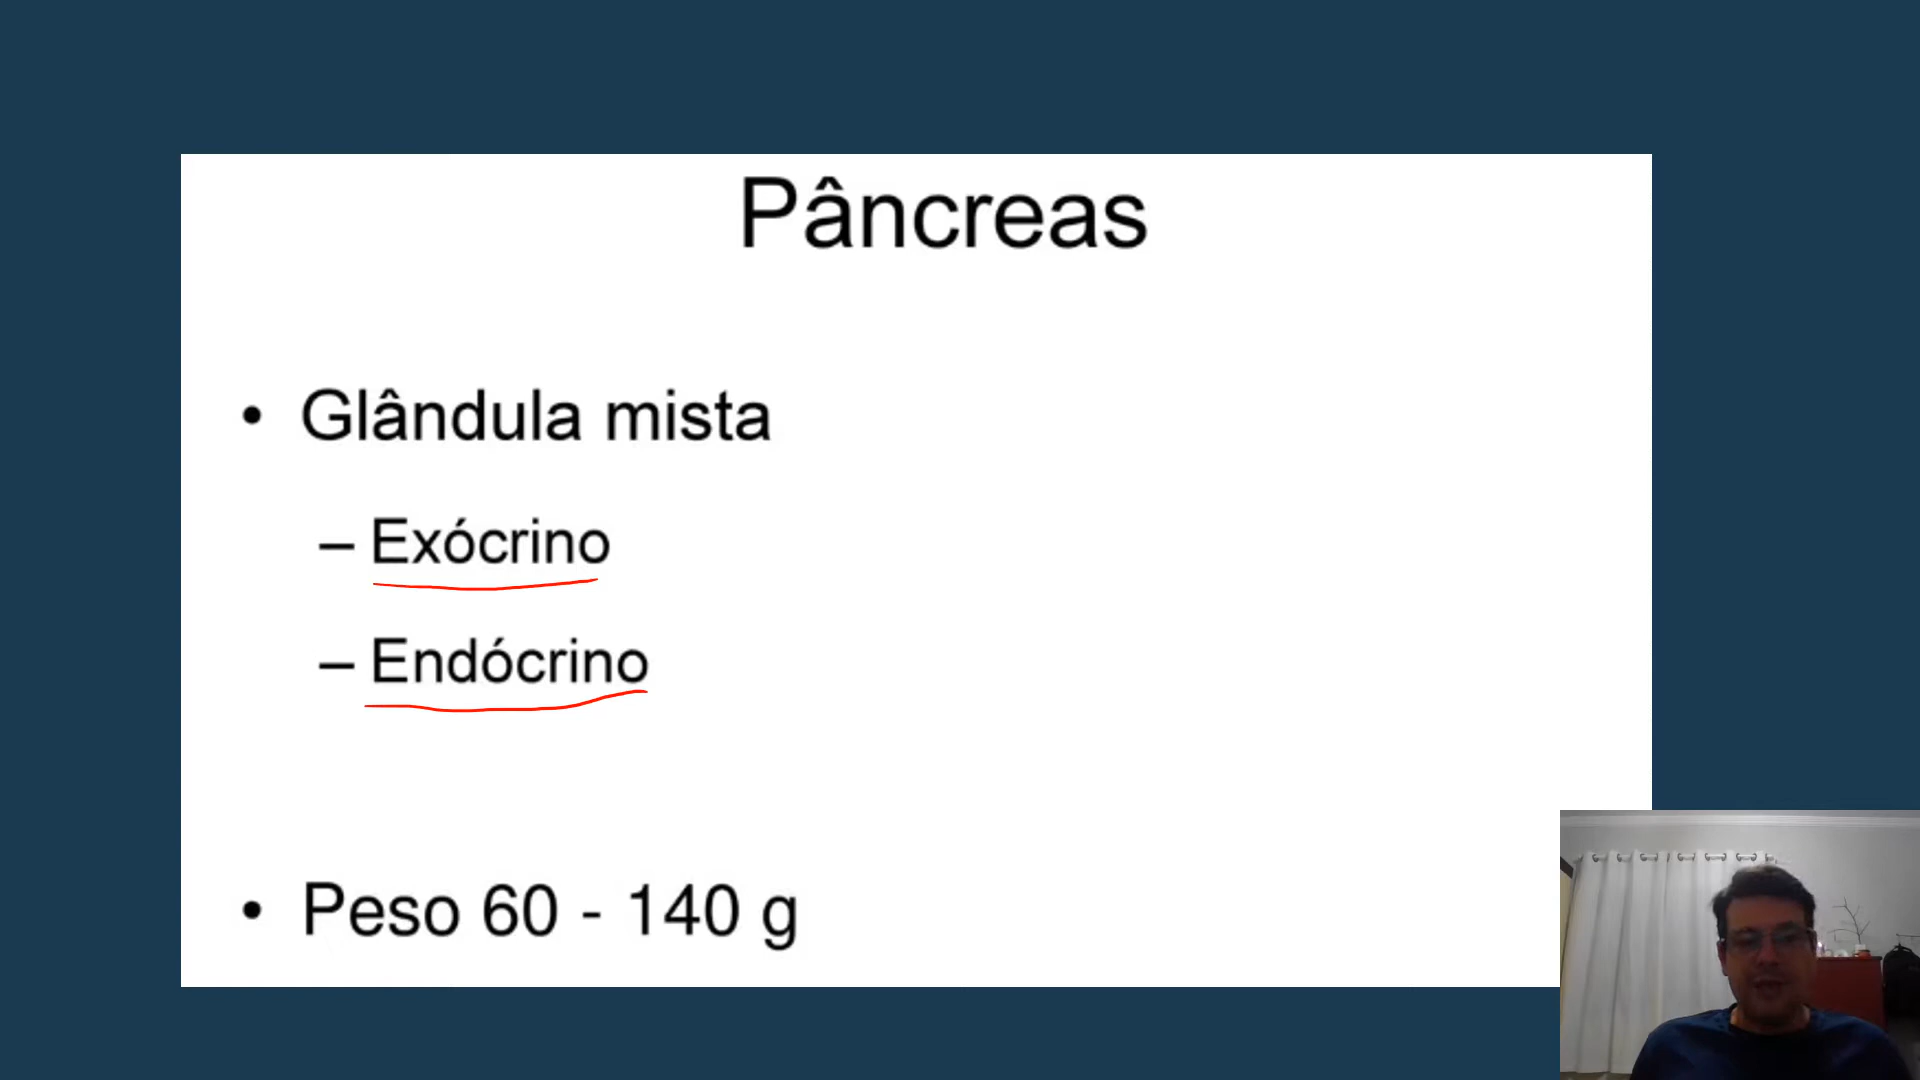 Pâncreas
• Glândula mista
– Exócrino
– Endócrino
• Peso 60 - 140 g